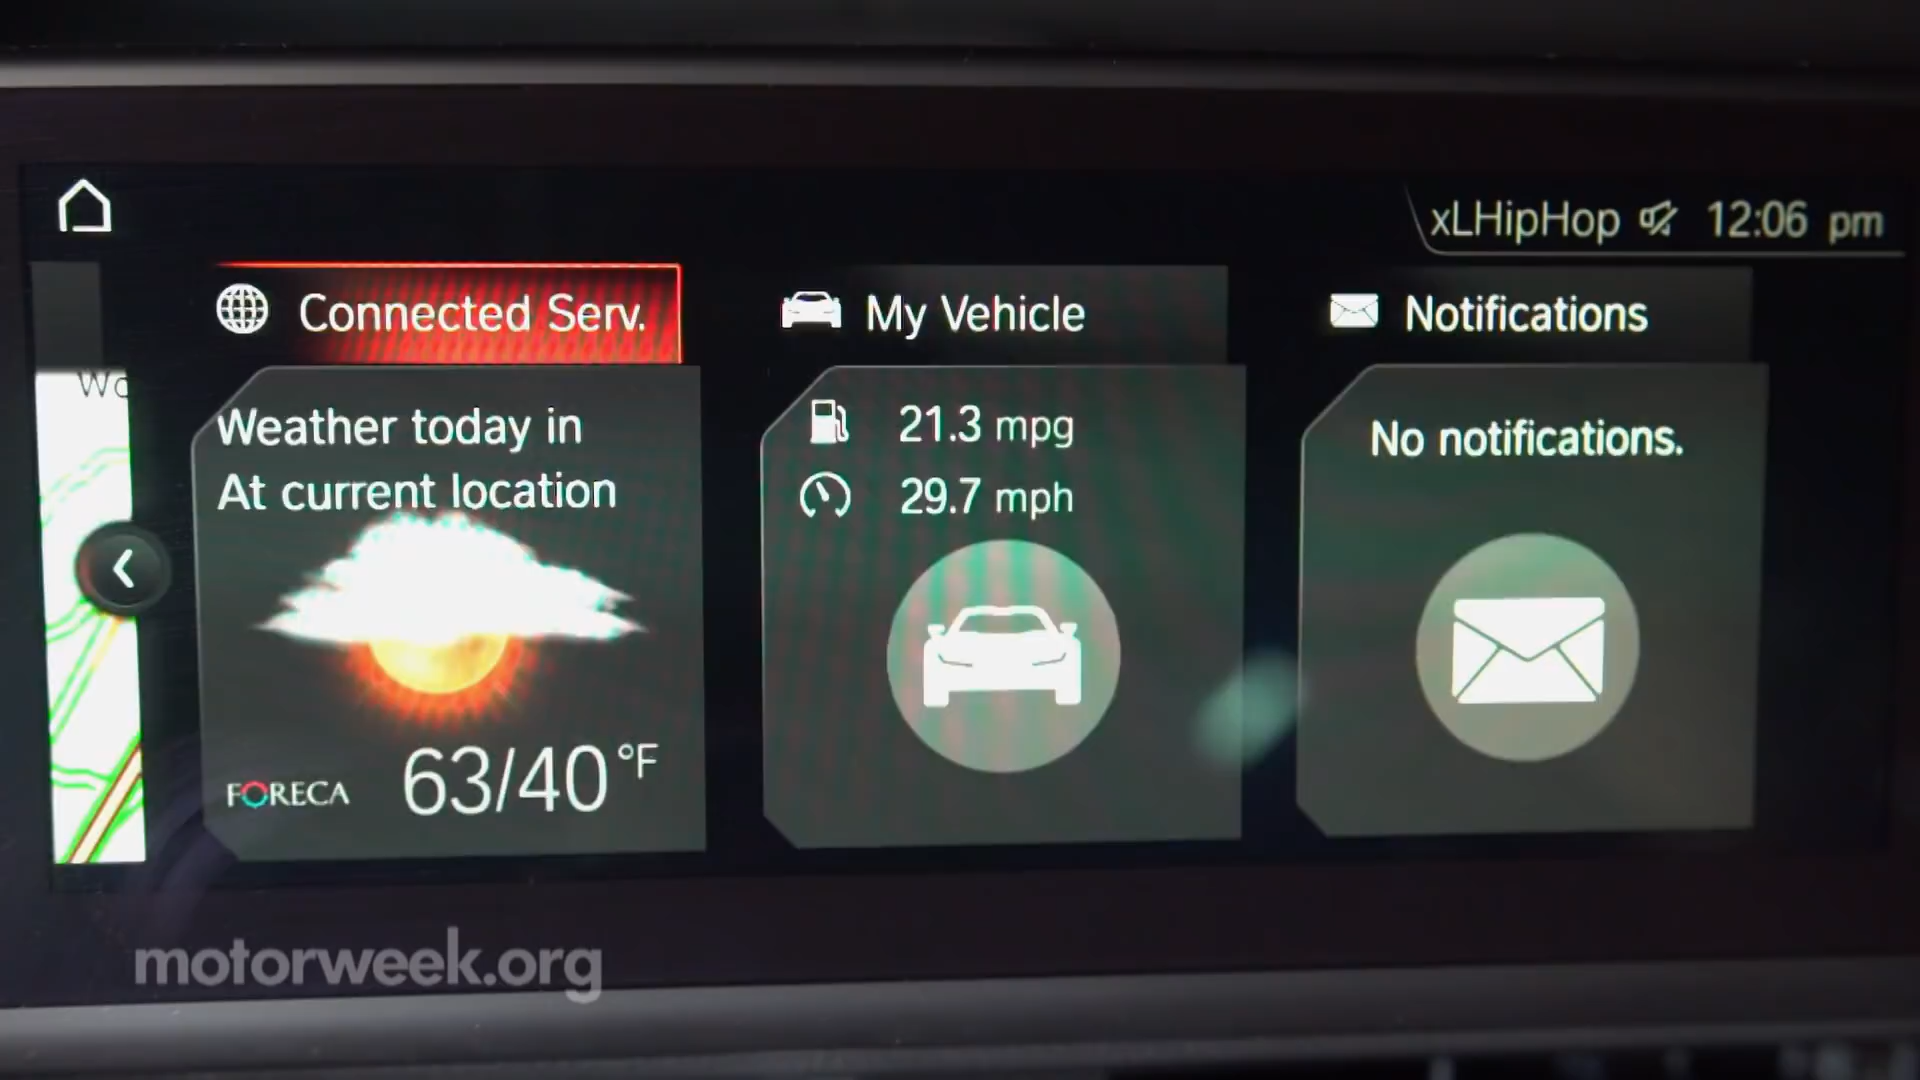 xLHipHop 12:06 pm
Connected Serv.
My Vehicle
Notifications
Weather today in
At current location
FORECA 63/40°F
21.3 mpg
29.7 mph
No notifications.
motorweek.org